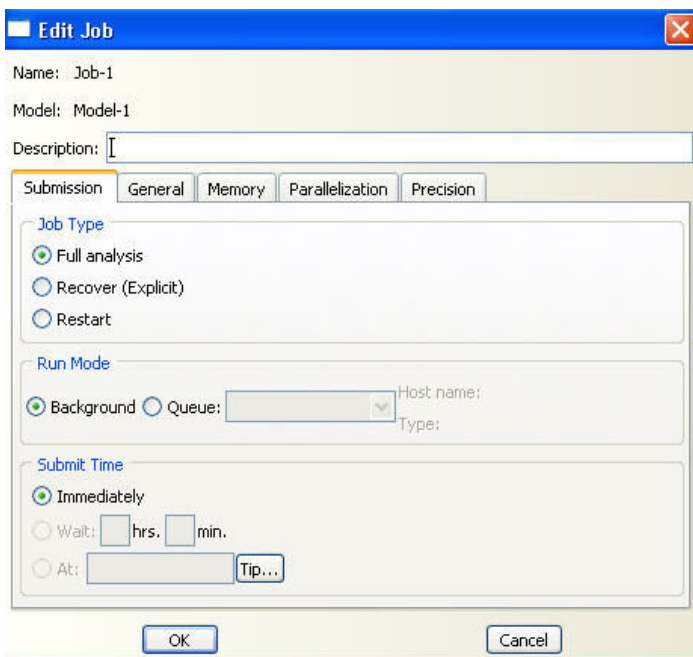 Edit Job
Name: Job-1
Model: Model-1
Description:
Submission General Memory Parallelization Precision
Job Type
Full analysis
Recover (Explicit)
Restart
Run Mode
Background Queue: Host name:
Type:
Submit Time
Immediately
Wait: hrs. min.
At: Tip...
OK Cancel